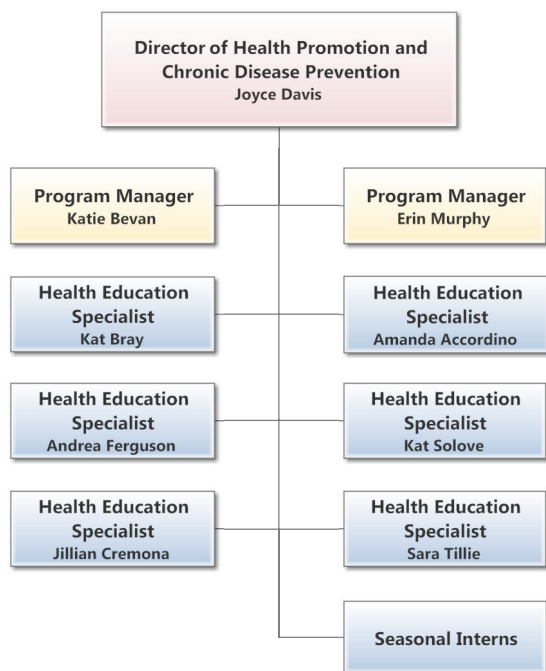 Director of Health Promotion and
Chronic Disease Prevention
Joyce Davis
Program Manager
Katie Bevan
Program Manager
Erin Murphy
Health Education
Specialist
Kat Bray
Health Education
Specialist
Amanda Accordino
Health Education
Specialist
Andrea Ferguson
Health Education
Specialist
Kat Solove
Health Education
Specialist
Jillian Cremona
Health Education
Specialist
Sara Tillie
Seasonal Interns